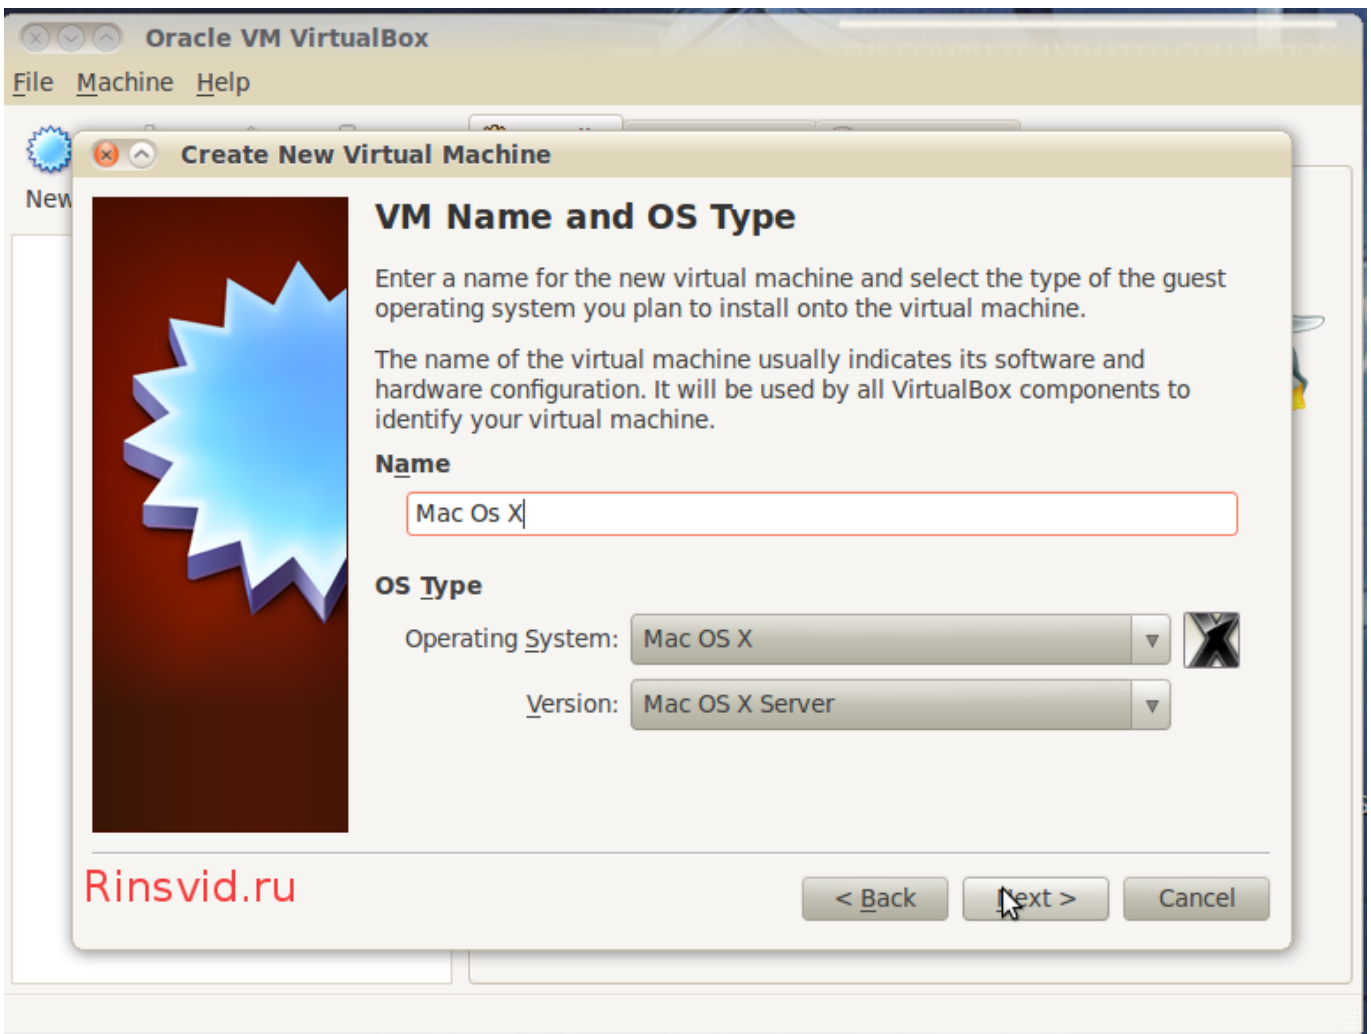 Oracle VM VirtualBox
THE COMPLETE ANIMATED COLLECTION
File Machine Help
New
Create New Virtual Machine
VM Name and OS Type
Enter a name for the new virtual machine and select the type of the guest
operating system you plan to install onto the virtual machine.
The name of the virtual machine usually indicates its software and
hardware configuration. It will be used by all VirtualBox components to
identify your virtual machine.
Name
Mac Os X
OS Type
Operating System: Mac OS X
Version: Mac OS X Server
Rinsvid.ru
< Back Next > Cancel